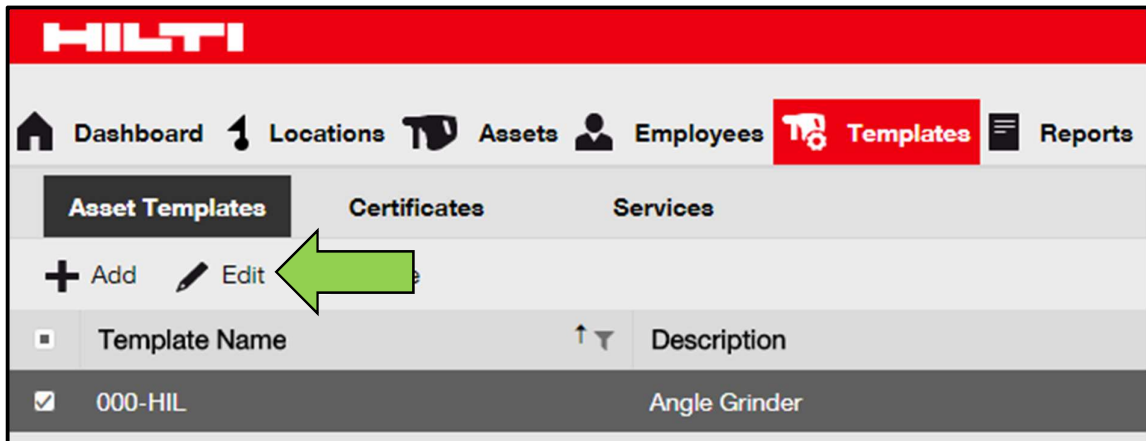 HILTI
Dashboard Locations Assets Employees Templates Reports
Asset Templates Certificates Services
Add Edit
Template Name Description
000-HIL Angle Grinder